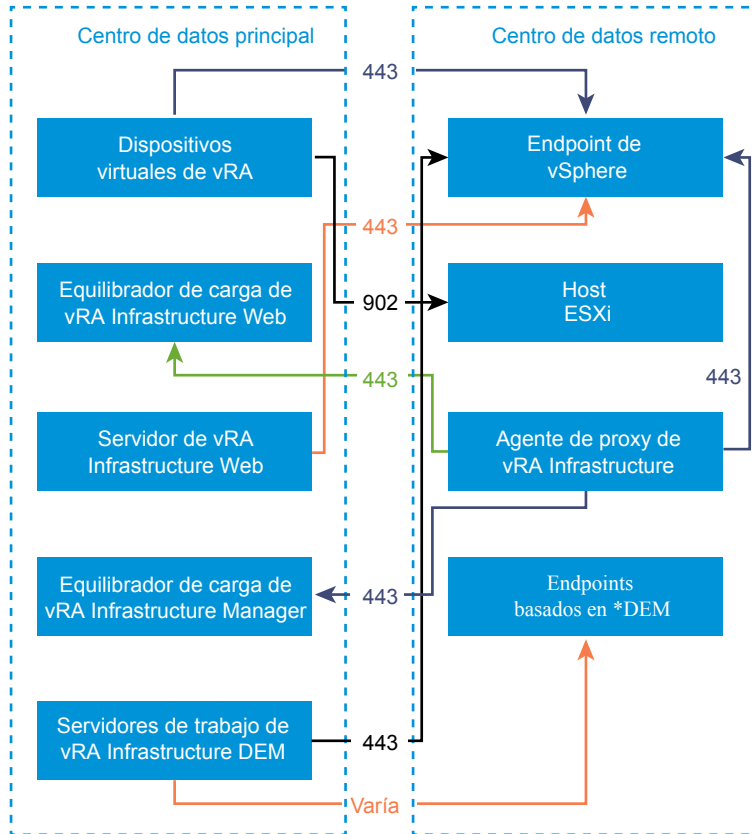 Centro de datos principal
Centro de datos remoto
443
Dispositivos
virtuales de vRA
Endpoint de
vSphere
443
Equilibrador de carga de
vRA Infrastructure Web
902
Host
ESXi
443
443
Servidor de vRA
Infrastructure Web
Agente de proxy de
vRA Infrastructure
Equilibrador de carga de
vRA Infrastructure Manager
443
Endpoints
basados en *DEM
Servidores de trabajo de
vRA Infrastructure DEM
443
Varía